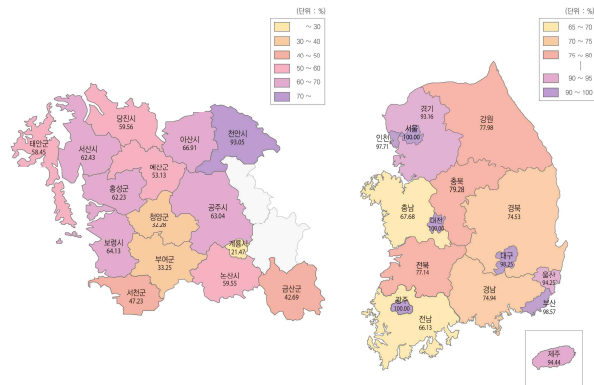 (단위 : %)
~ 30
30 ~ 40
40 ~ 50
50 ~ 60
60 ~ 70
70 ~
당진시
59.56
태안군
58.45
서산시
62.43
아산시
66.91
천안시
93.05
예산군
53.13
홍성군
62.23
청양군
32.28
공주시
63.04
보령시
64.13
부여군
33.25
계룡시
21.47
논산시
59.55
서천군
47.23
금산군
42.69
(단위 : %)
65 ~ 70
70 ~ 75
75 ~ 80
90 ~ 95
90 ~ 100
경기
93.16
서울
100.00
인천
97.71
강원
77.98
충남
67.68
대전
100.00
충북
79.28
경북
74.53
전북
77.14
대구
98.25
울산
94.25
경남
74.94
부산
98.57
광주
100.00
전남
66.13
제주
94.44